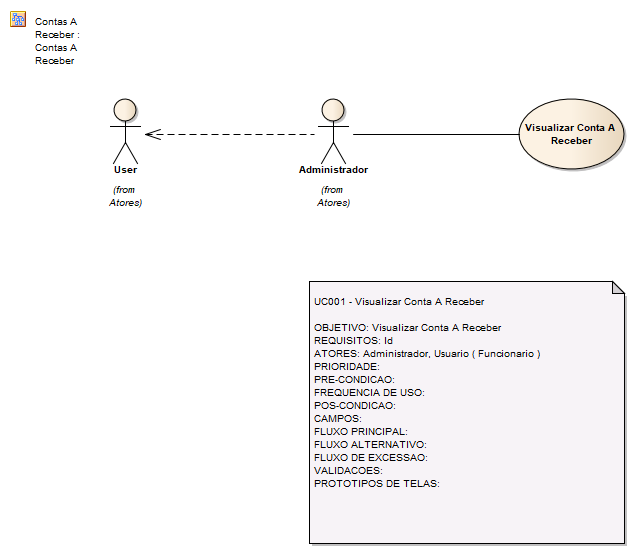 Contas A
Receber :
Contas A
Receber
User
(from
Atores)
Administrador
(from
Atores)
Visualizar Conta A
Receber
UC001 - Visualizar Conta A Receber
OBJETIVO: Visualizar Conta A Receber
REQUISITOS: Id
ATORES: Administrador, Usuario ( Funcionario )
PRIORIDADE:
PRE-CONDICAO:
FREQUENCIA DE USO:
POS-CONDICAO:
CAMPOS:
FLUXO PRINCIPAL:
FLUXO ALTERNATIVO:
FLUXO DE EXCESSAO:
VALIDACOES:
PROTOTIPOS DE TELAS: